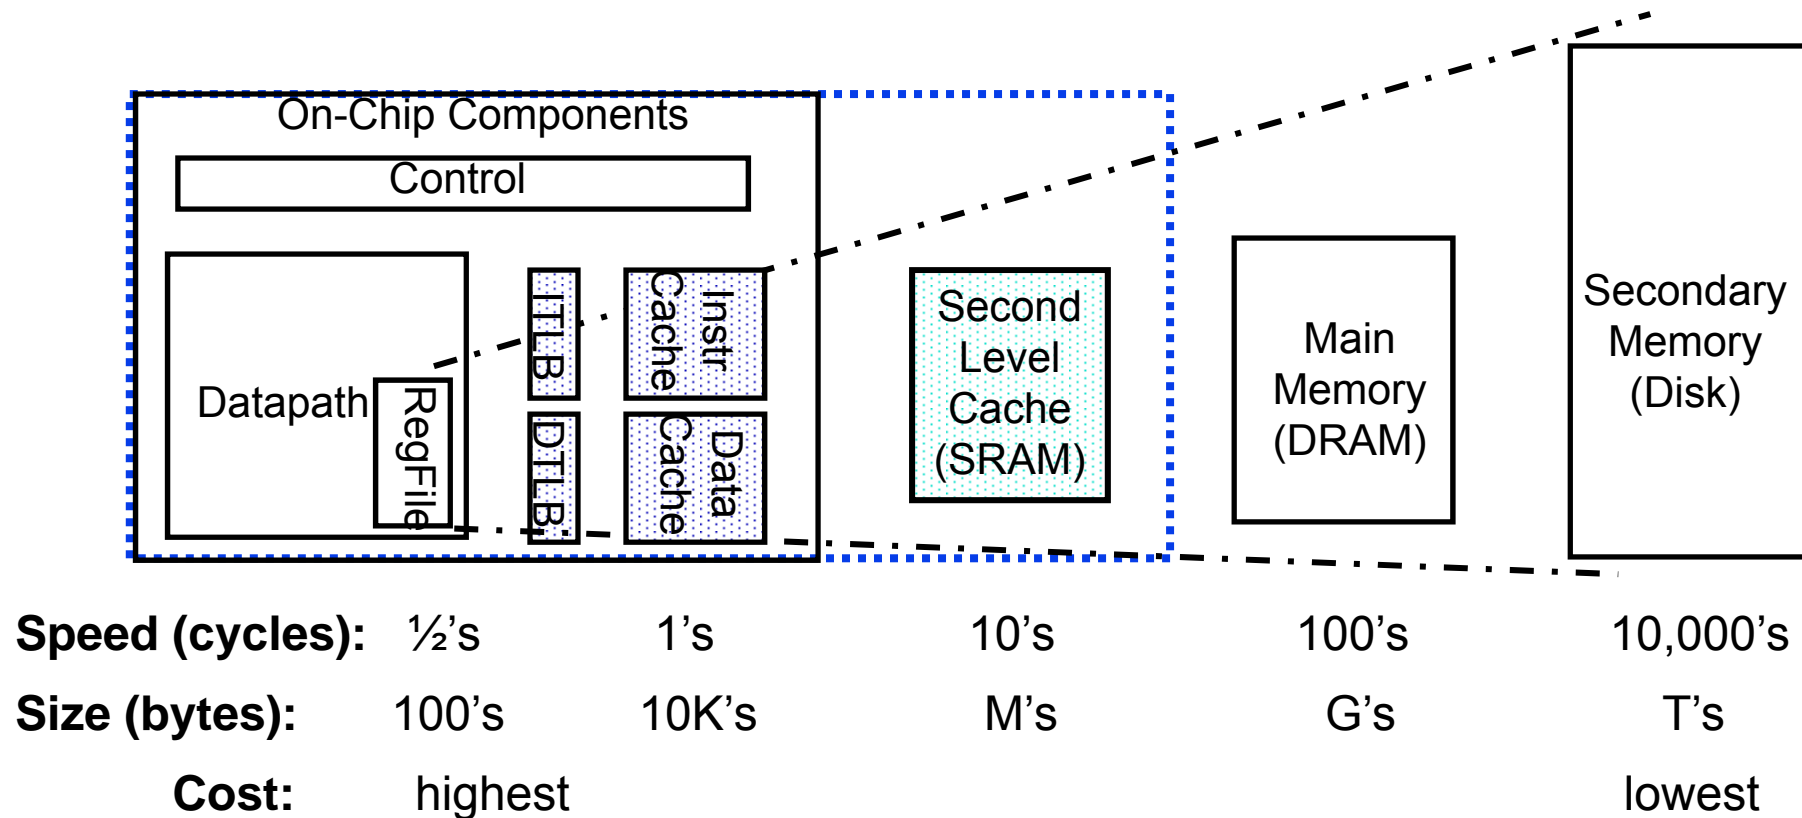 On-Chip Components
Control
Datapath
RegFile
ITLB
DTLB
Instr
Cache
Data
Cache
Second
Level
Cache
(SRAM)
Main
Memory
(DRAM)
Secondary
Memory
(Disk)
Speed (cycles): ½’s 1’s 10’s 100’s 10,000’s
Size (bytes): 100’s 10K’s M’s G’s T’s
Cost: highest lowest